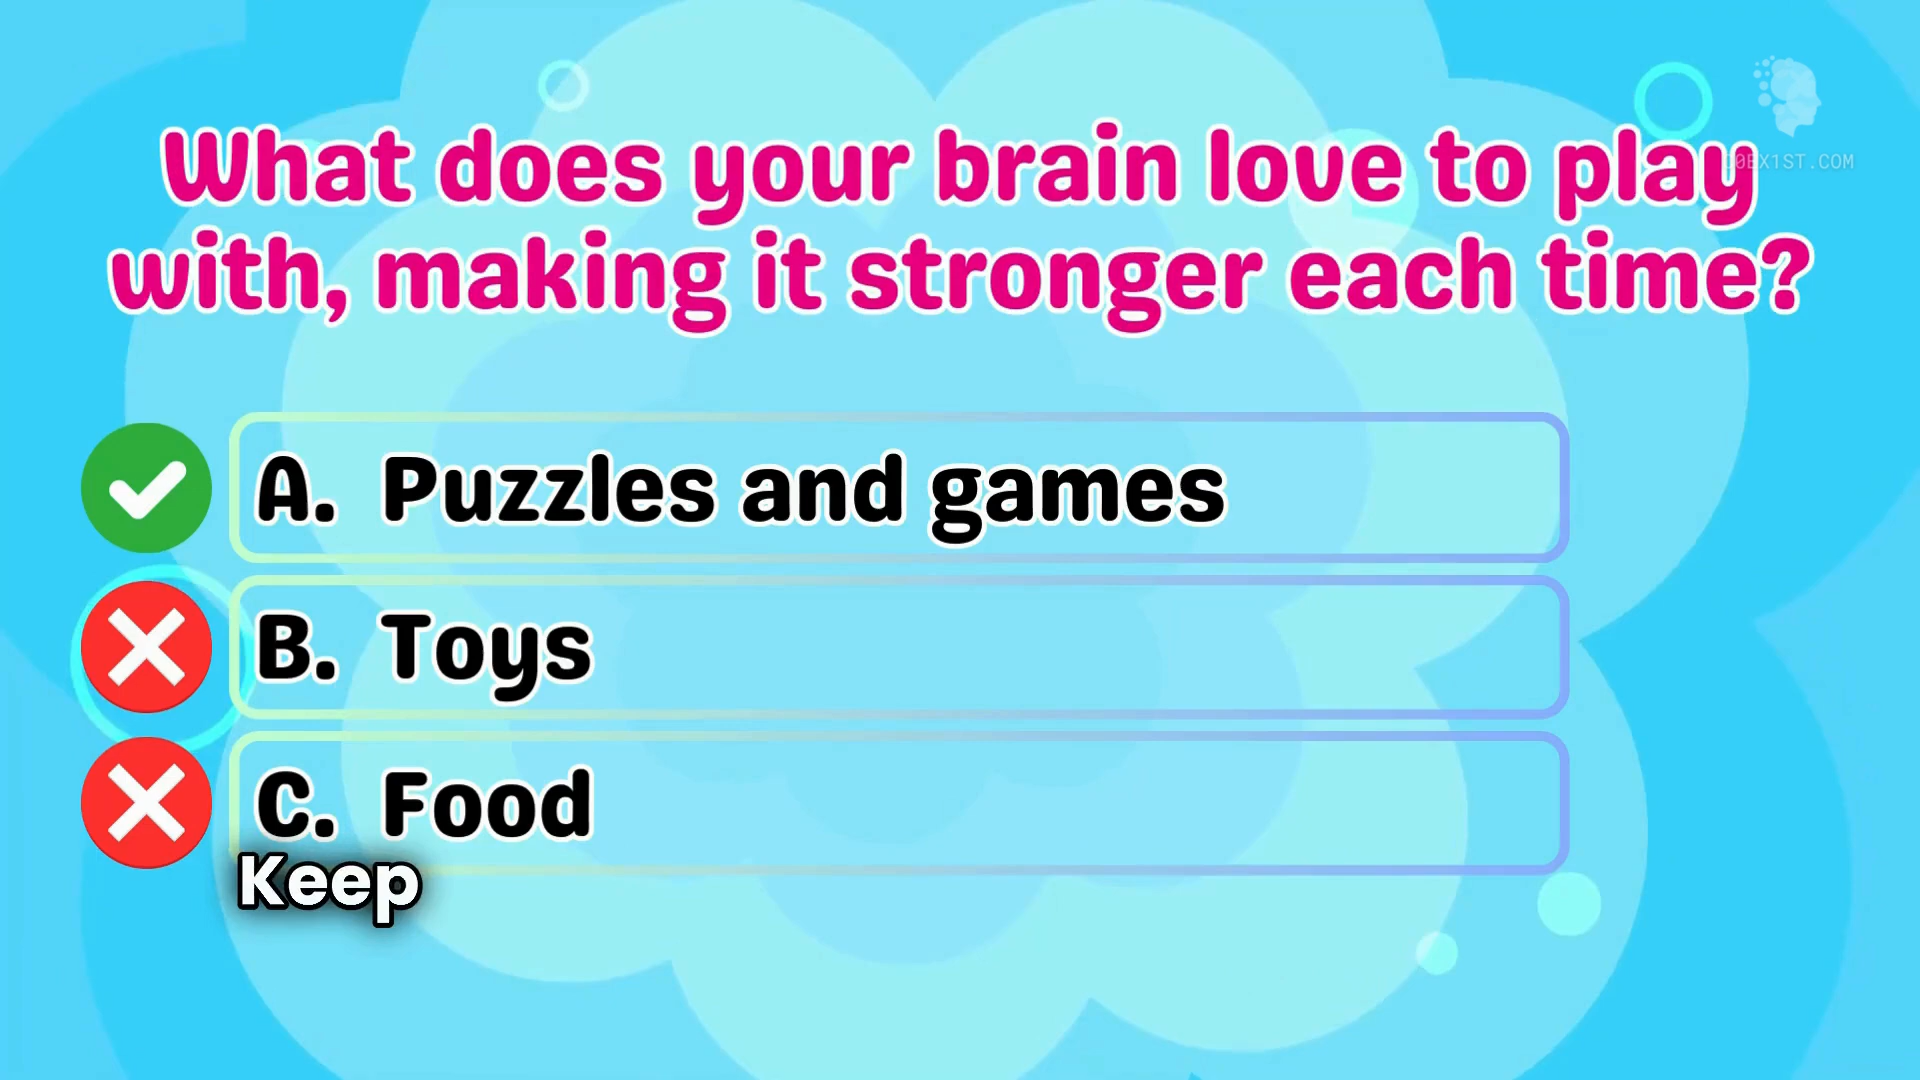 What does your brain love to play
with, making it stronger each time?
A. Puzzles and games
B. Toys
C. Food
Keep